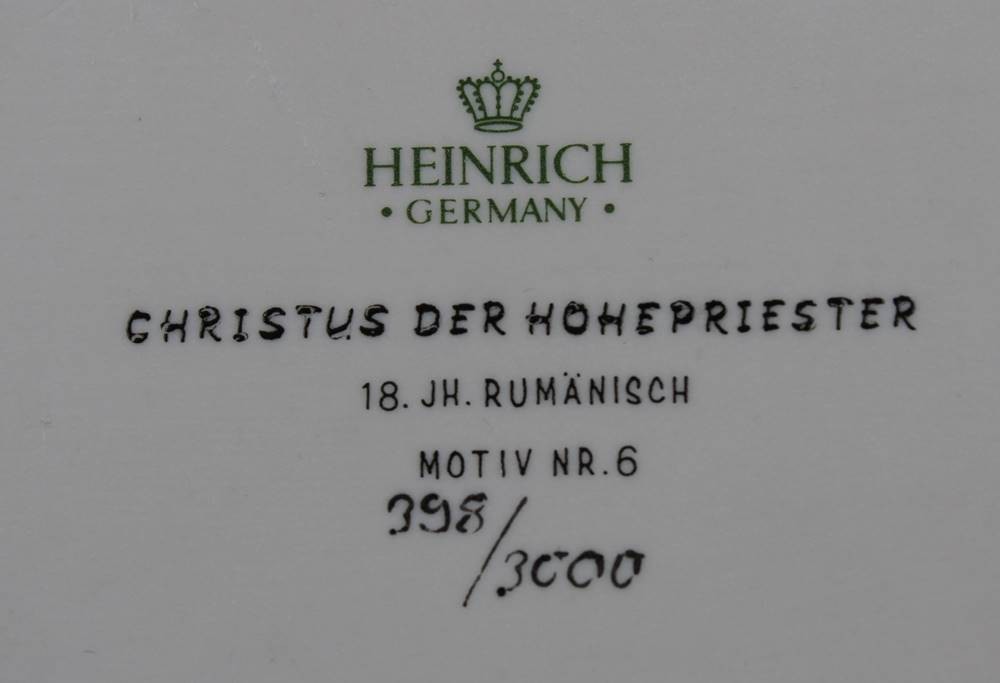 HEINRICH
• GERMANY •
CHRISTUS DER HOHEPRIESTER
18. JH. RUMÄNISCH
MOTIV NR.6
398/3000